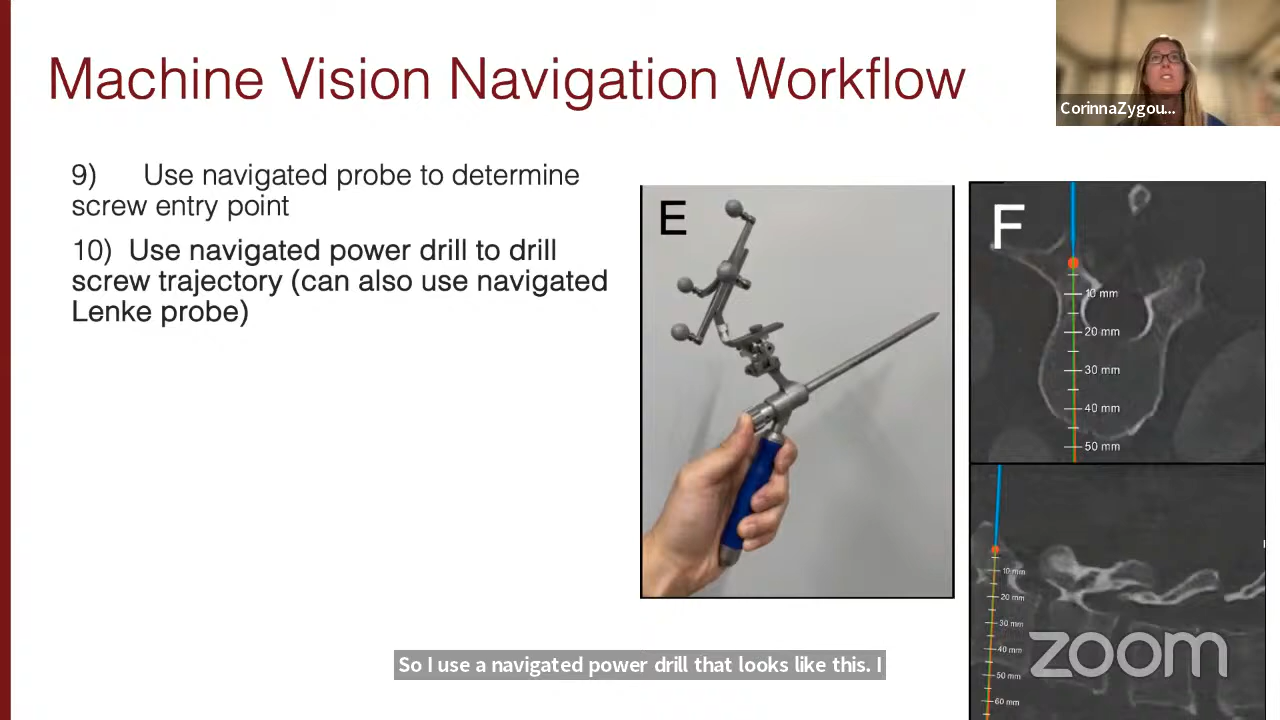 Machine Vision Navigation Workflow
CorinnaZygou...
9) Use navigated probe to determine
screw entry point
10) Use navigated power drill to drill
screw trajectory (can also use navigated
Lenke probe)
E
F
10 mm
20 mm
30 mm
40 mm
50 mm
10 mm
20 mm
30 mm
40 mm
50 mm
60 mm
zoom
So I use a navigated power drill that looks like this. I